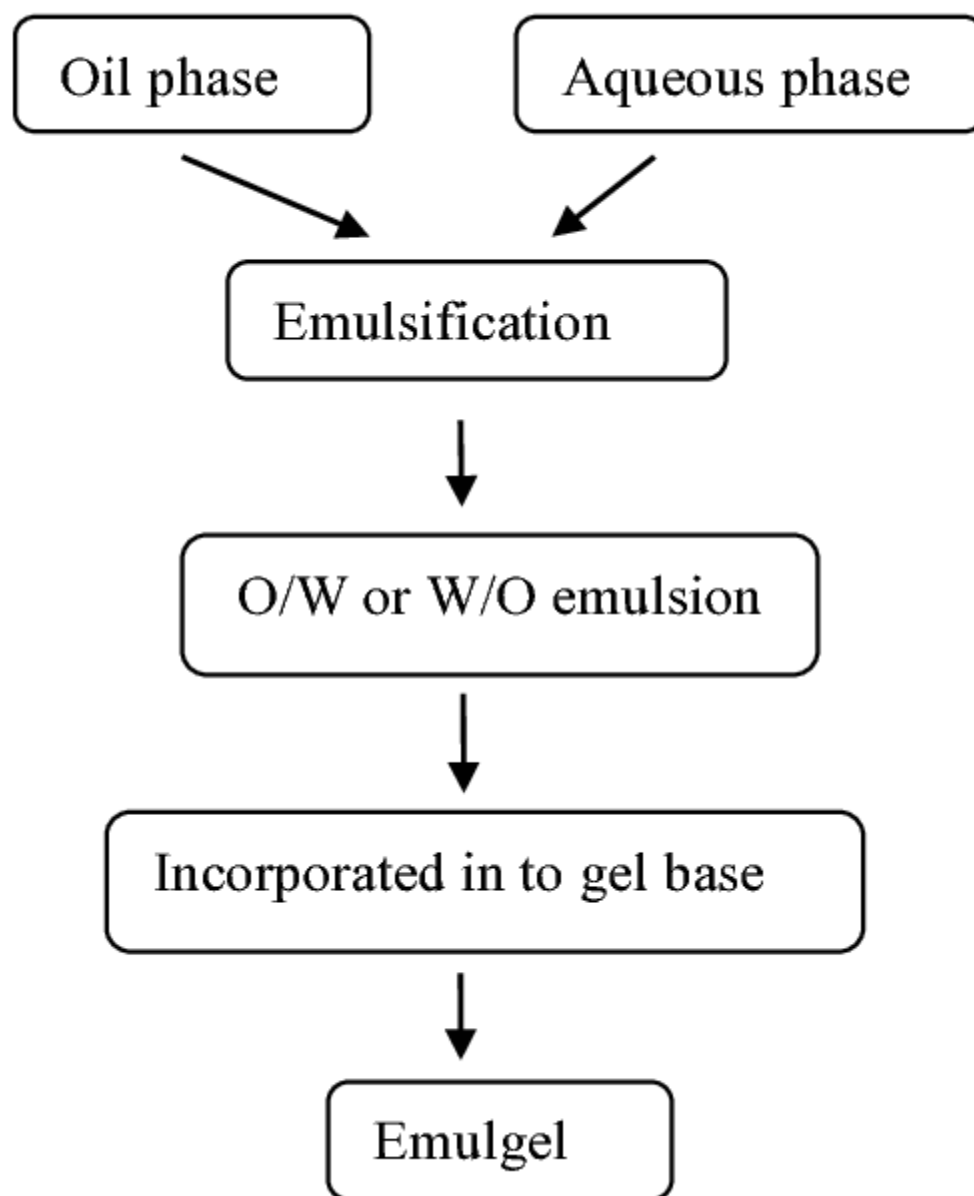 Oil phase
Aqueous phase
Emulsification
O/W or W/O emulsion
Incorporated in to gel base
Emulgel